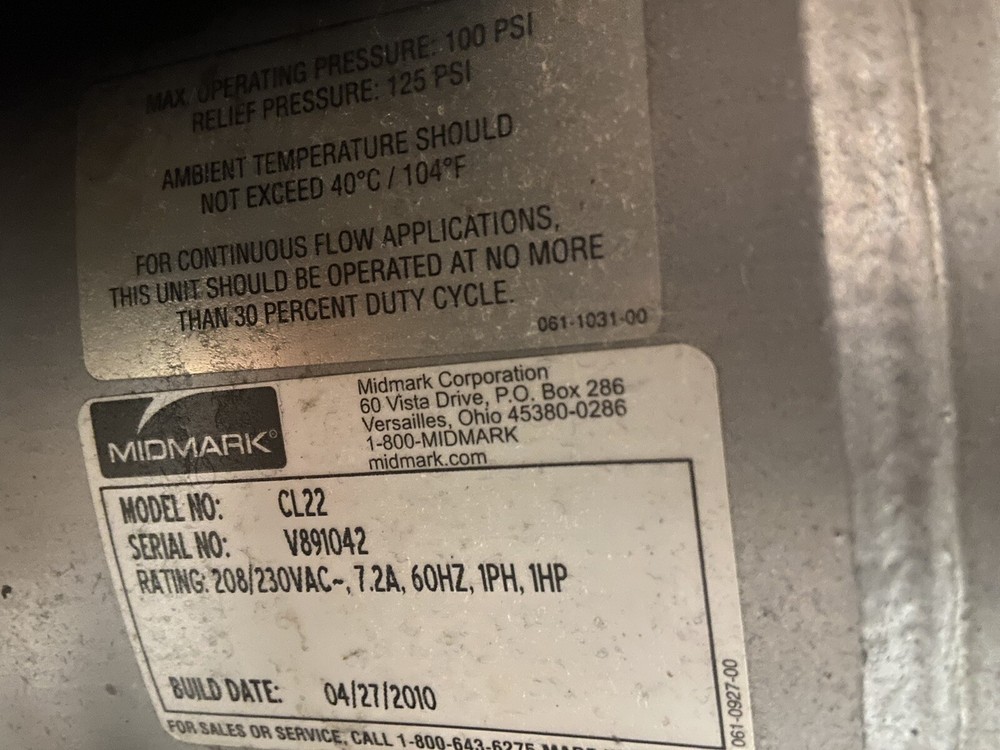 MAX. OPERATING PRESSURE: 100 PSI
RELIEF PRESSURE: 125 PSI
AMBIENT TEMPERATURE SHOULD
NOT EXCEED 40°C / 104°F
FOR CONTINUOUS FLOW APPLICATIONS,
THIS UNIT SHOULD BE OPERATED AT NO MORE
THAN 30 PERCENT DUTY CYCLE.
061-1031-00
MIDMARK®
Midmark Corporation
60 Vista Drive, P.O. Box 286
Versailles, Ohio 45380-0286
1-800-MIDMARK
midmark.com
MODEL NO: CL22
SERIAL NO: V891042
RATING: 208/230VAC~, 7.2A, 60HZ, 1PH, 1HP
BUILD DATE: 04/27/2010
061-0927-00
FOR SALES OR SERVICE, CALL 1-800-643-6275